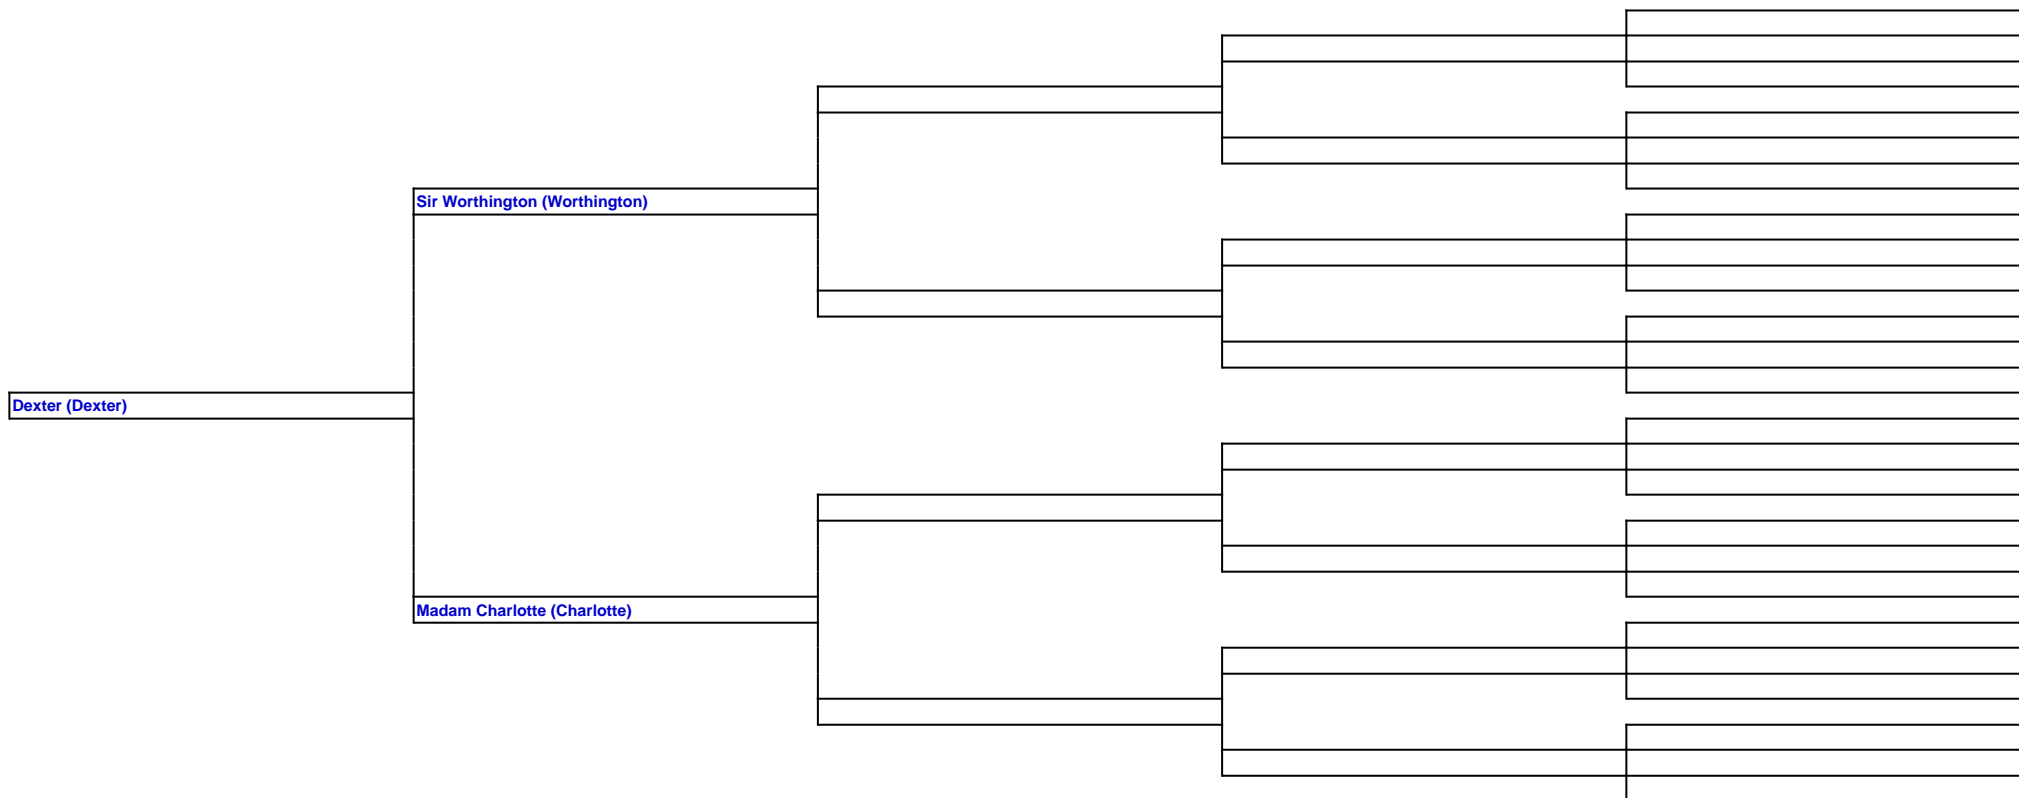 Sir Worthington (Worthington)
Dexter (Dexter)
Madam Charlotte (Charlotte)